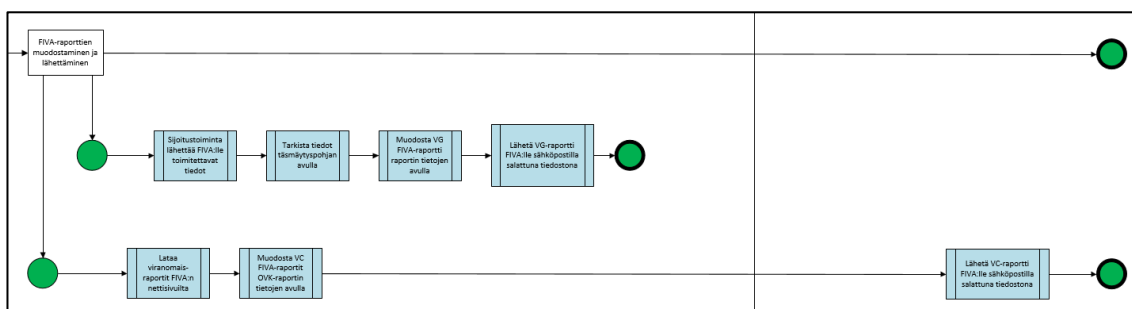 FIVA-raporttien
muodostaminen ja
lähettäminen
Sijoitustoiminta
lähettää FIVA:lle
toimitettavat
tiedot
Tarkista tiedot
täsmäytyspohjan
avulla
Muodosta VG
FIVA-raportti
raportin tietojen
avulla
Lähetä VG-raportti
FIVA:lle sähköpostilla
salattuna tiedostona
Lataa
viranomais-
raportit FIVA:n
nettisivuilta
Muodosta VC
FIVA-raportit
OVK-raportin
tietojen avulla
Lähetä VC-raportti
FIVA:lle sähköpostilla
salattuna tiedostona